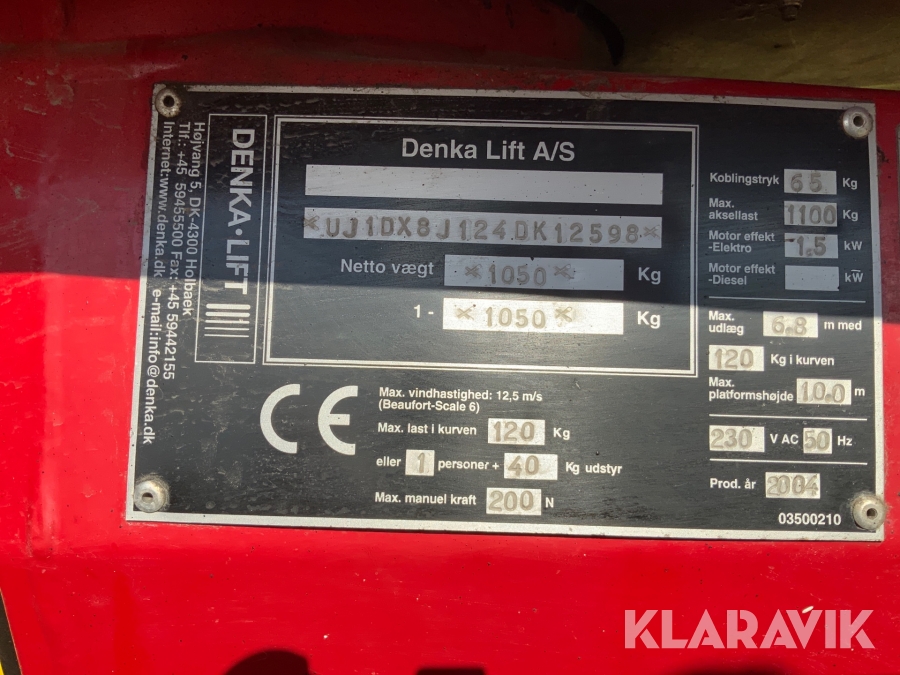 DENKA·LIFT
Højvang 5, DK-4300 Holbaek
Tlf.: +45 59455500 Fax: +45 59442155
Internet:www.denka.dk e-mail:info@denka.dk
Denka Lift A/S
*UJ1DX8J124DK12598*
Netto vægt *1050* Kg
1 - *1050* Kg
CE
Max. vindhastighed: 12,5 m/s
(Beaufort-Scale 6)
Max. last i kurven 120 Kg
eller 1 personer + 40 Kg udstyr
Max. manuel kraft 200 N
Koblingstryk 65 Kg
Max.
aksellast 1100 Kg
Motor effekt
-Elektro 1.5 kW
Motor effekt
-Diesel kW
Max.
udlæg 6.8 m med
120 Kg i kurven
Max.
platformshøjde 10.0 m
230 V AC 50 Hz
Prod. år 2004
03500210
KLARAVIK